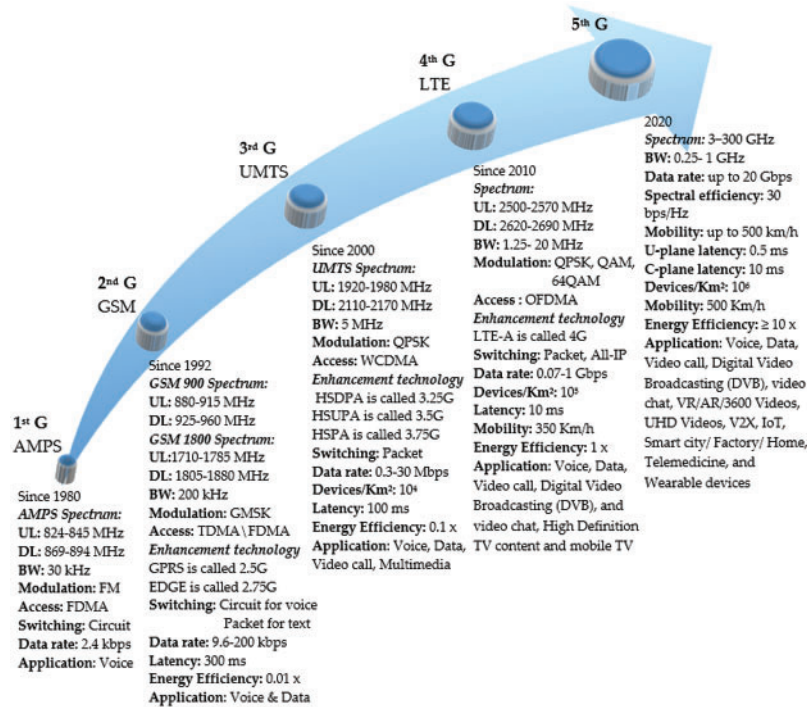 1st G
AMPS
Since 1980
AMPS Spectrum:
UL: 824-845 MHz
DL: 869-894 MHz
BW: 30 kHz
Modulation: FM
Access: FDMA
Switching: Circuit
Data rate: 2.4 kbps
Application: Voice
2nd G
GSM
Since 1992
GSM 900 Spectrum:
UL: 880-915 MHz
DL: 925-960 MHz
GSM 1800 Spectrum:
UL:1710-1785 MHz
DL: 1805-1880 MHz
BW: 200 kHz
Modulation: GMSK
Access: TDMA\FDMA
Enhancement technology
GPRS is called 2.5G
EDGE is called 2.75G
Switching: Circuit for voice
Packet for text
Data rate: 9.6-200 kbps
Latency: 300 ms
Energy Efficiency: 0.01 x
Application: Voice & Data
3rd G
UMTS
Since 2000
UMTS Spectrum:
UL: 1920-1980 MHz
DL: 2110-2170 MHz
BW: 5 MHz
Modulation: QPSK
Access: WCDMA
Enhancement technology
HSDPA is called 3.25G
HSUPA is called 3.5G
HSPA is called 3.75G
Switching: Packet
Data rate: 0.3-30 Mbps
Devices/Km²: 10⁴
Latency: 100 ms
Energy Efficiency: 0.1 x
Application: Voice, Data,
Video call, Multimedia
4th G
LTE
Since 2010
Spectrum:
UL: 2500-2570 MHz
DL: 2620-2690 MHz
BW: 1.25- 20 MHz
Modulation: QPSK, QAM,
64QAM
Access : OFDMA
Enhancement technology
LTE-A is called 4G
Switching: Packet, All-IP
Data rate: 0.07-1 Gbps
Devices/Km²: 10⁵
Latency: 10 ms
Mobility: 350 Km/h
Energy Efficiency: 1 x
Application: Voice, Data,
Video call, Digital Video
Broadcasting (DVB), and
video chat, High Definition
TV content and mobile TV
5th G
2020
Spectrum: 3–300 GHz
BW: 0.25- 1 GHz
Data rate: up to 20 Gbps
Spectral efficiency: 30
bps/Hz
Mobility: up to 500 km/h
U-plane latency: 0.5 ms
C-plane latency: 10 ms
Devices/Km²: 10⁶
Mobility: 500 Km/h
Energy Efficiency: ≥ 10 x
Application: Voice, Data,
Video call, Digital Video
Broadcasting (DVB), video
chat, VR/AR/3600 Videos,
UHD Videos, V2X, IoT,
Smart city/ Factory/ Home,
Telemedicine, and
Wearable devices